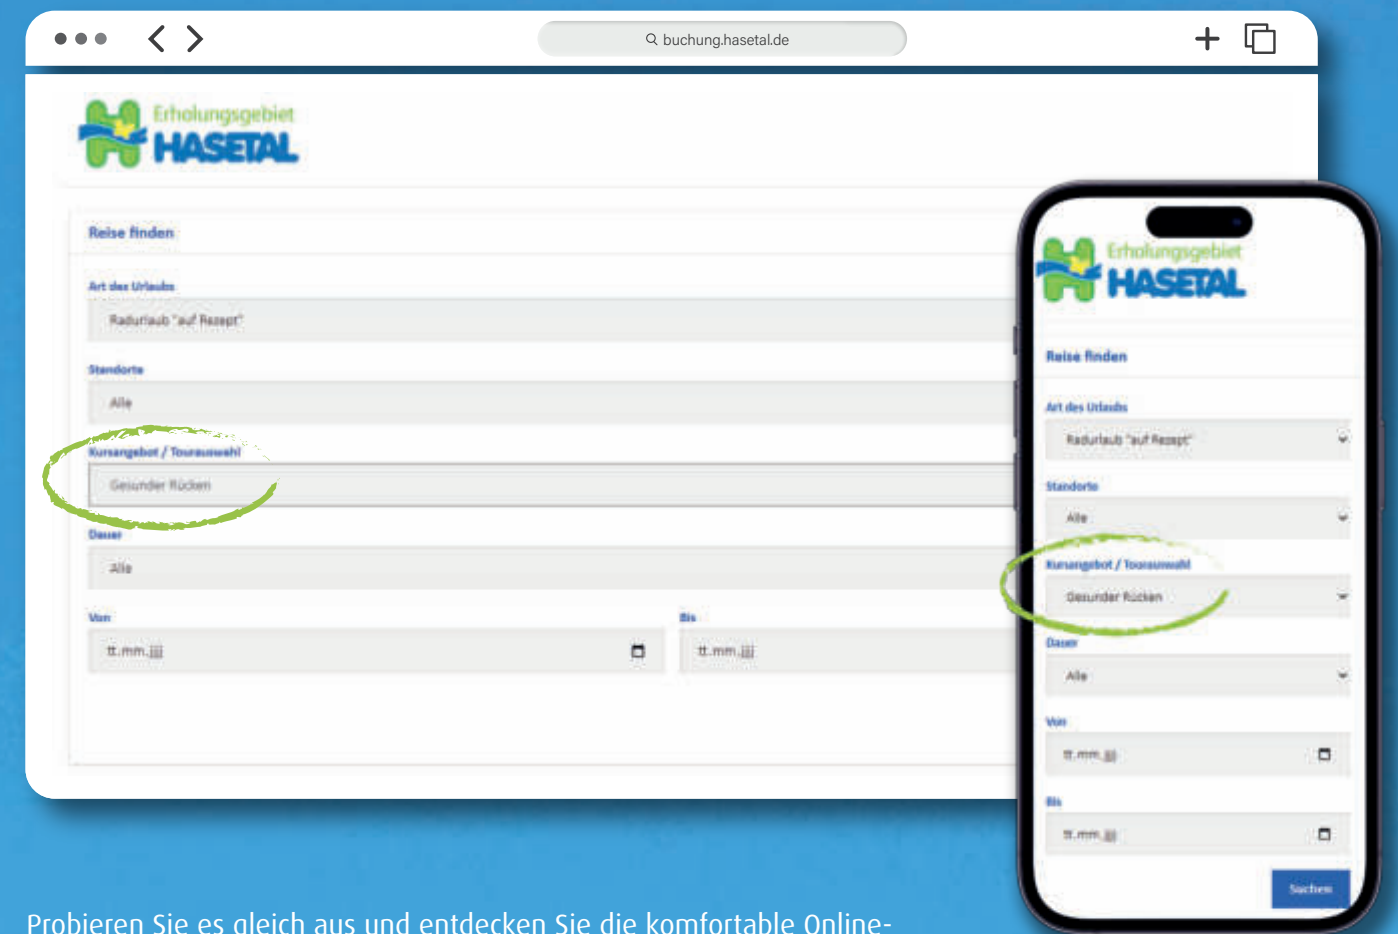 buchung.hasetal.de
Erholungsgebiet
HASETAL
Reise finden
Art des Urlaubs
Radurlaub "auf Rezept"
Standorte
Alle
Kursangebot / Tourauswahl
Gesunder Rücken
Dauer
Alle
Von
Bis
tt.mm.jjjj
tt.mm.jjjj
Erholungsgebiet
HASETAL
Reise finden
Art des Urlaubs
Radurlaub "auf Rezept"
Standorte
Alle
Kursangebot / Tourauswahl
Gesunder Rücken
Dauer
Alle
Von
tt.mm.jjjj
Bis
tt.mm.jjjj
Suchen
Probieren Sie es gleich aus und entdecken Sie die komfortable Online-